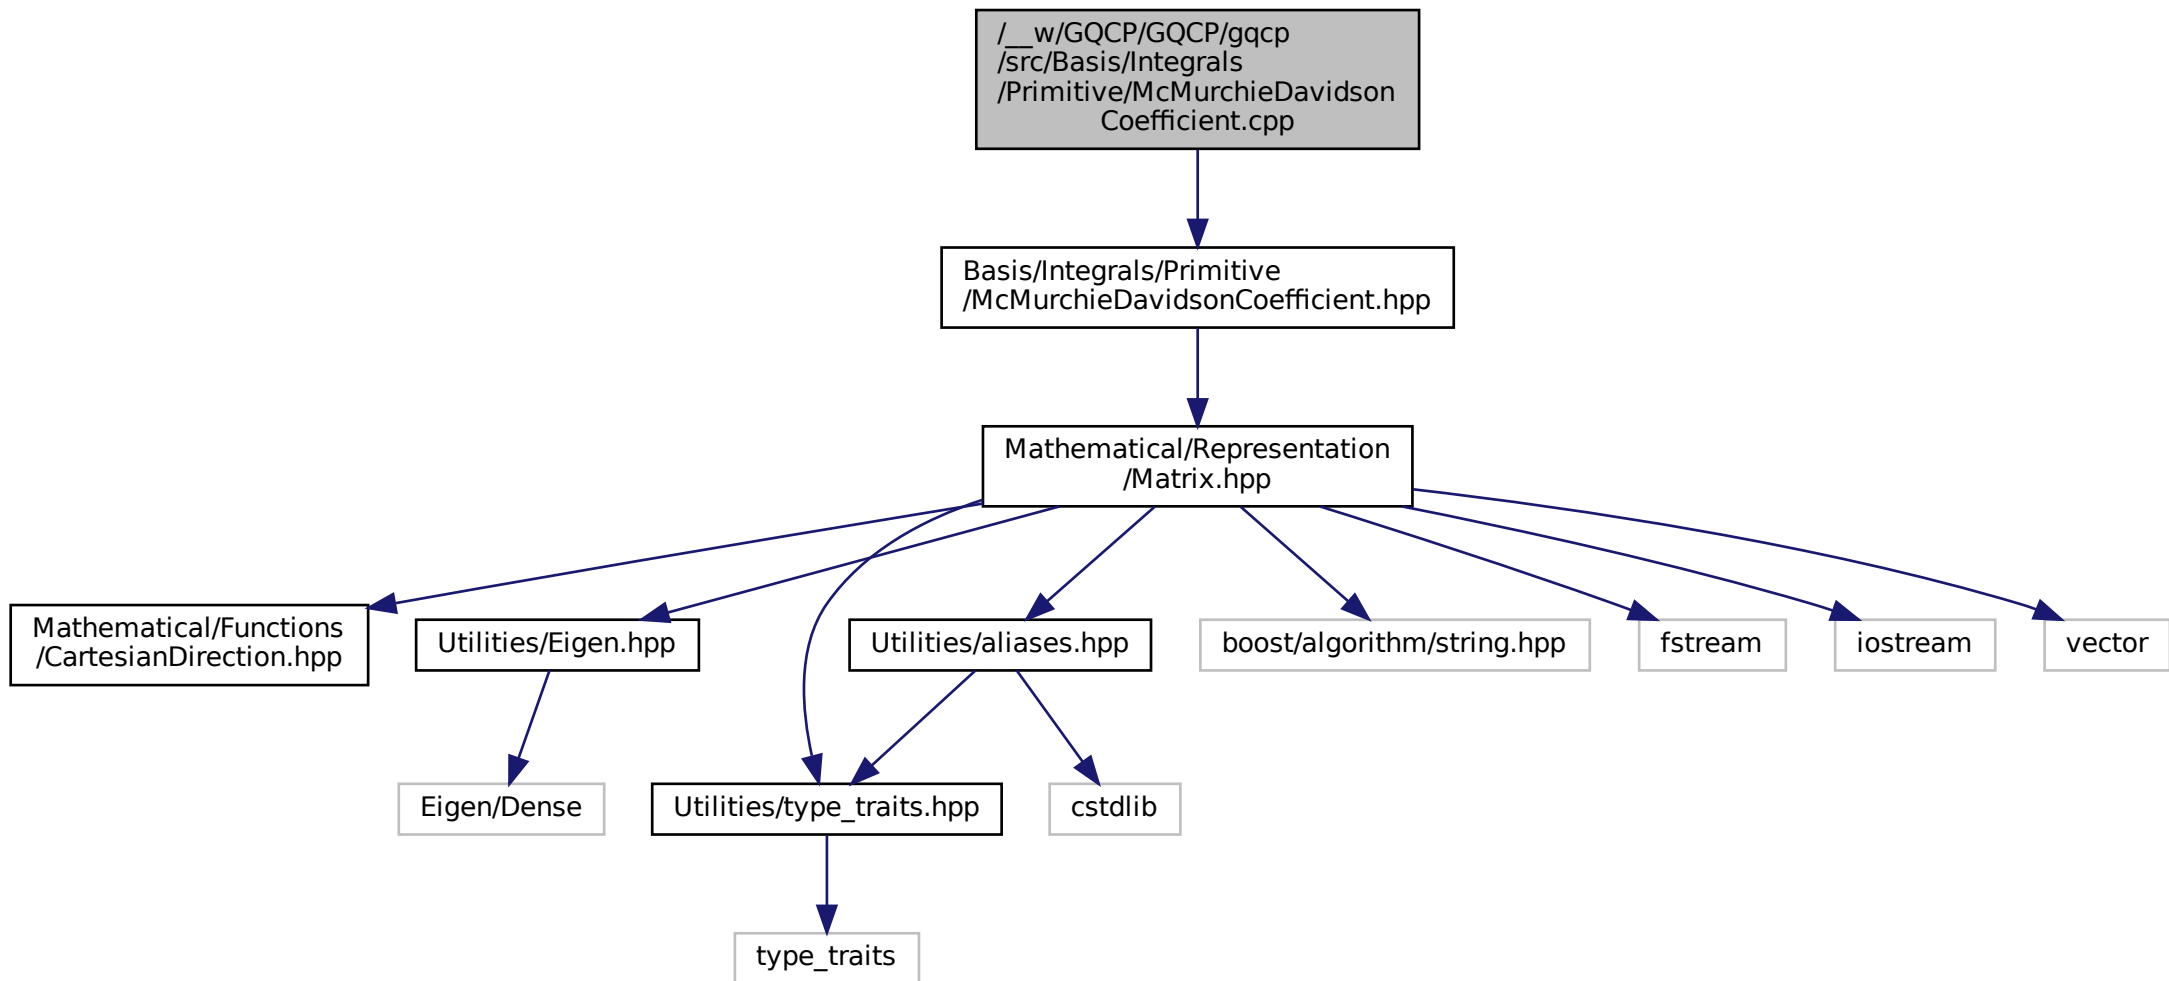 /__w/GQCP/GQCP/gqcp
/src/Basis/Integrals
/Primitive/McMurchieDavidson
Coefficient.cpp
Basis/Integrals/Primitive
/McMurchieDavidsonCoefficient.hpp
Mathematical/Representation
/Matrix.hpp
Mathematical/Functions
/CartesianDirection.hpp
Utilities/Eigen.hpp
Utilities/aliases.hpp
boost/algorithm/string.hpp
fstream
iostream
vector
Eigen/Dense
Utilities/type_traits.hpp
cstdlib
type_traits